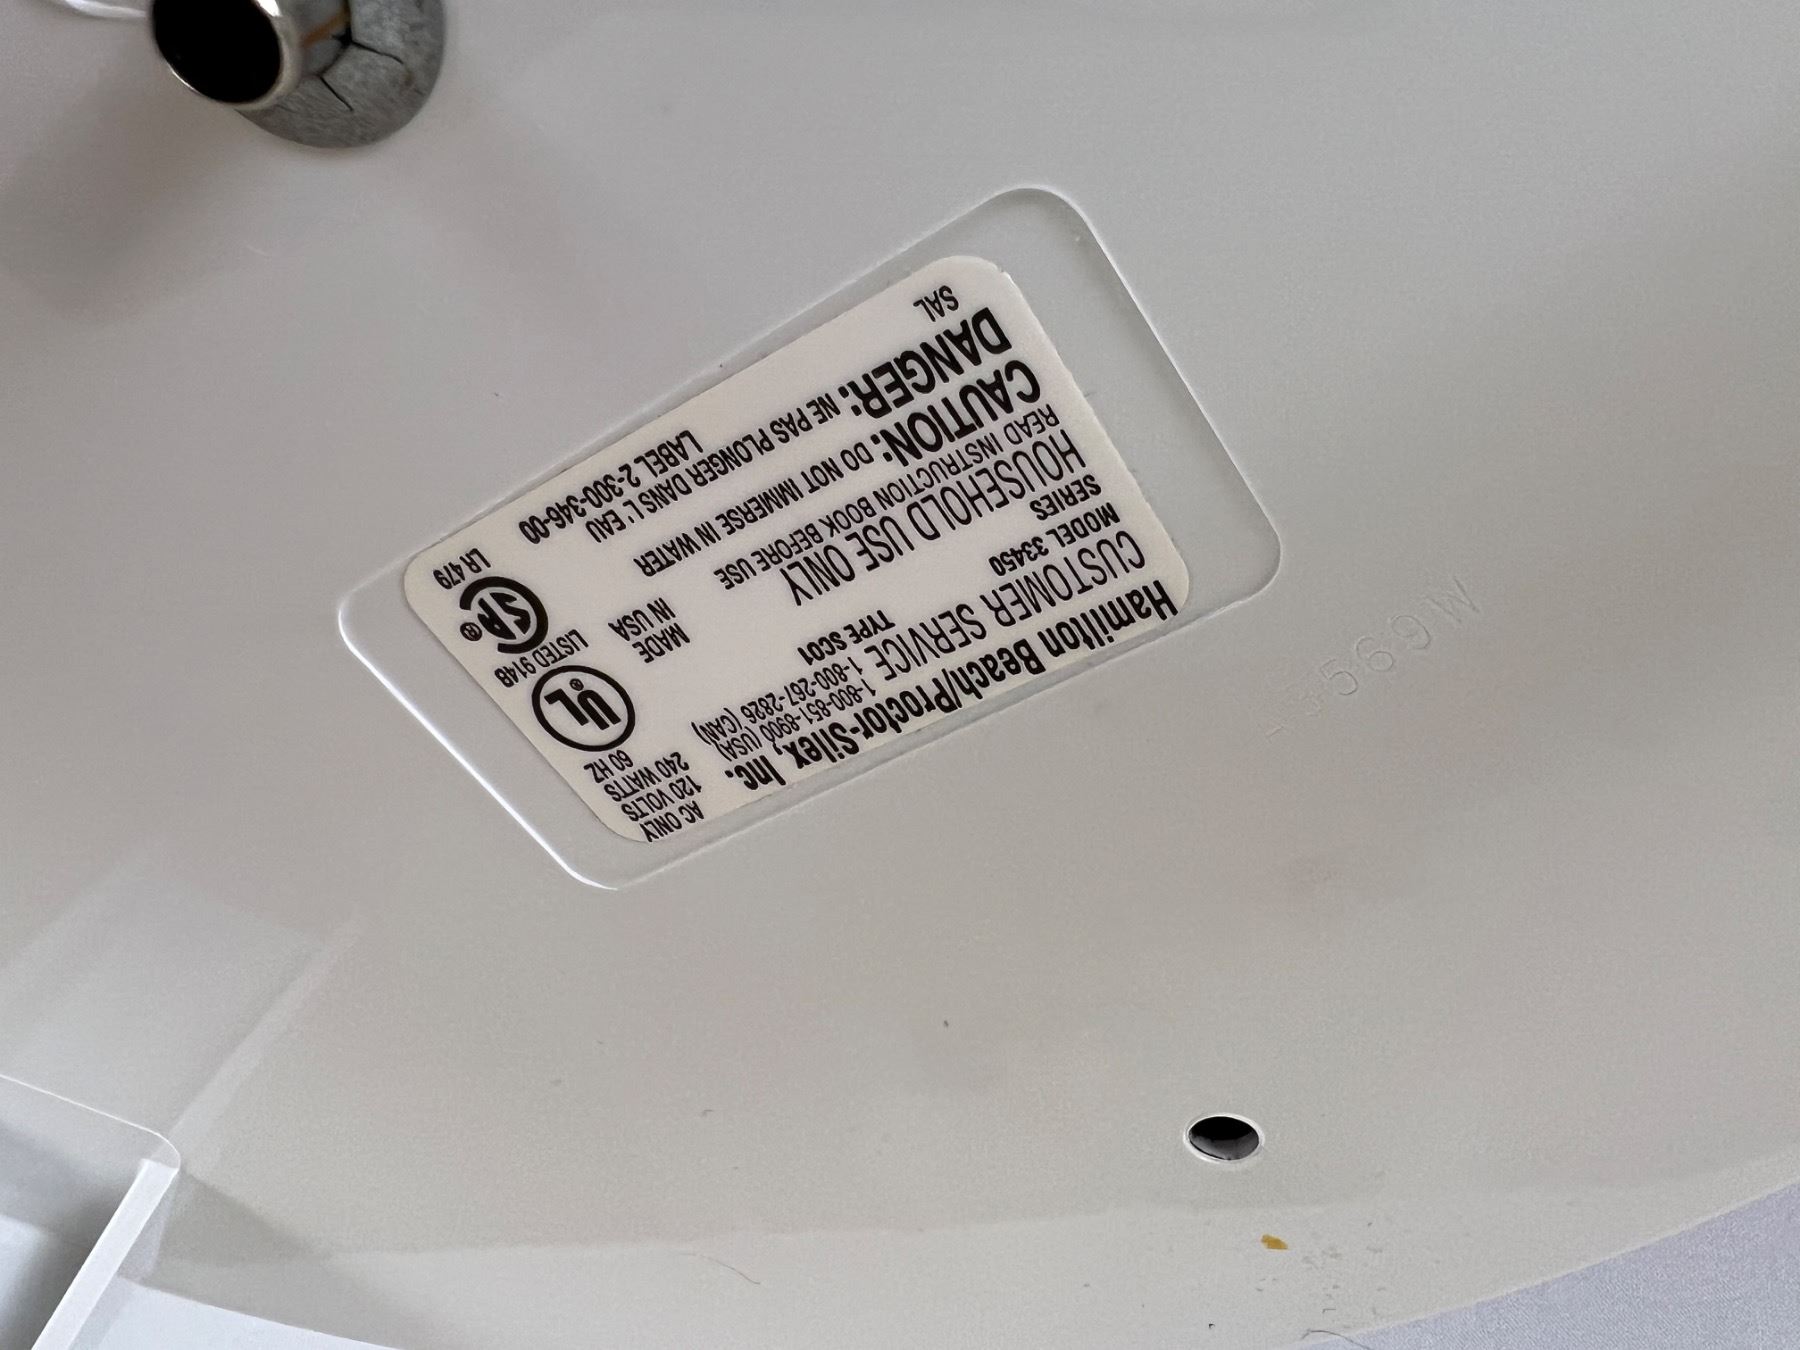 Hamilton Beach/Proctor-Silex, Inc.
CUSTOMER SERVICE 1-800-851-8900 (USA)
1-800-267-2826 (CAN)
MODEL 33450 TYPE SC01
SERIES
HOUSEHOLD USE ONLY
READ INSTRUCTION BOOK BEFORE USE
CAUTION: DO NOT IMMERSE IN WATER
DANGER: NE PAS PLONGER DANS L'EAU
SAL LABEL 2-300-346-00
MADE
IN USA
AC ONLY
120 VOLTS
240 WATTS
60 HZ
UL®
LISTED 914B
SA®
LR 479